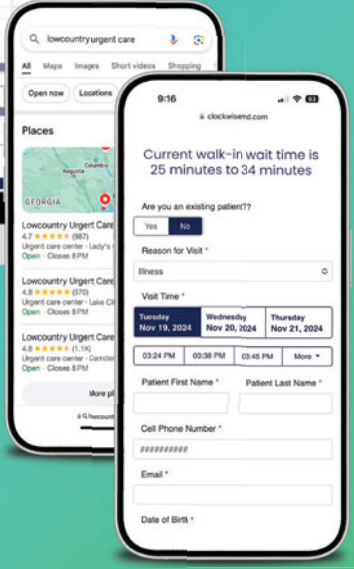 lowcountry urgent care
All Maps Images Short videos Shopping
Open now Locations
Places
Augusta
Columbia
GEORGIA
Lowcountry Urgent Care
4.7 ★★★★★ (987)
Urgent care center · Lady's
Open · Closes 8 PM
Lowcountry Urgent Care
4.8 ★★★★★ (570)
Urgent care center · Lake
Open · Closes 8 PM
Lowcountry Urgent Care
4.8 ★★★★★ (1.1K)
Urgent care center · Camden
Open · Closes 8 PM
More
9:16
clockwisemd.com
Current walk-in wait time is
25 minutes to 34 minutes
Are you an existing patient??
Yes No
Reason for Visit *
Illness
Visit Time *
Tuesday Wednesday Thursday
Nov 19, 2024 Nov 20, 2024 Nov 21, 2024
03:24 PM 03:38 PM 03:45 PM More
Patient First Name * Patient Last Name *
Cell Phone Number *
##########
Email *
Date of Birth *